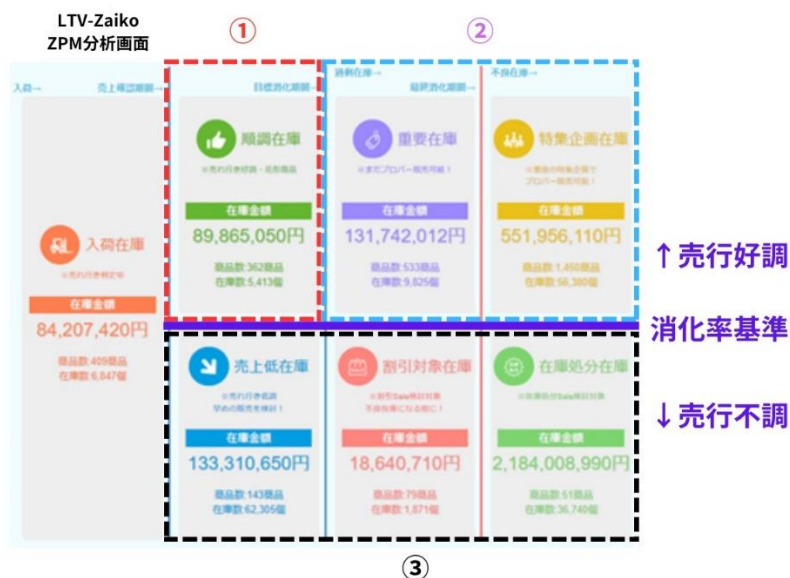 LTV-Zaiko
ZPM分析画面
①
②
入荷→
売上確認期間→
目標消化期間→
過剰在庫→
最終消化期間→
不良在庫→
入荷在庫
※売れ行き判定中
在庫金額
84,207,420円
商品数:409商品
在庫数:6,847個
順調在庫
※売れ行き好調・花形商品
在庫金額
89,865,050円
商品数:362商品
在庫数:5,413個
重要在庫
※まだプロパー販売可能！
在庫金額
131,742,012円
商品数:533商品
在庫数:9,825個
特集企画在庫
※最後の特集企画で
プロパー販売可能！
在庫金額
551,956,110円
商品数:1,450商品
在庫数:56,380個
↑売行好調
消化率基準
↓売行不調
売上低在庫
※売れ行き低調
早めの販売を検討！
在庫金額
133,310,650円
商品数:143商品
在庫数:62,305個
割引対象在庫
※割引Sale検討対象
不良在庫になる前に！
在庫金額
18,640,710円
商品数:79商品
在庫数:1,871個
在庫処分在庫
※在庫処分Sale検討対象
在庫金額
2,184,008,990円
商品数:51商品
在庫数:36,740個
③